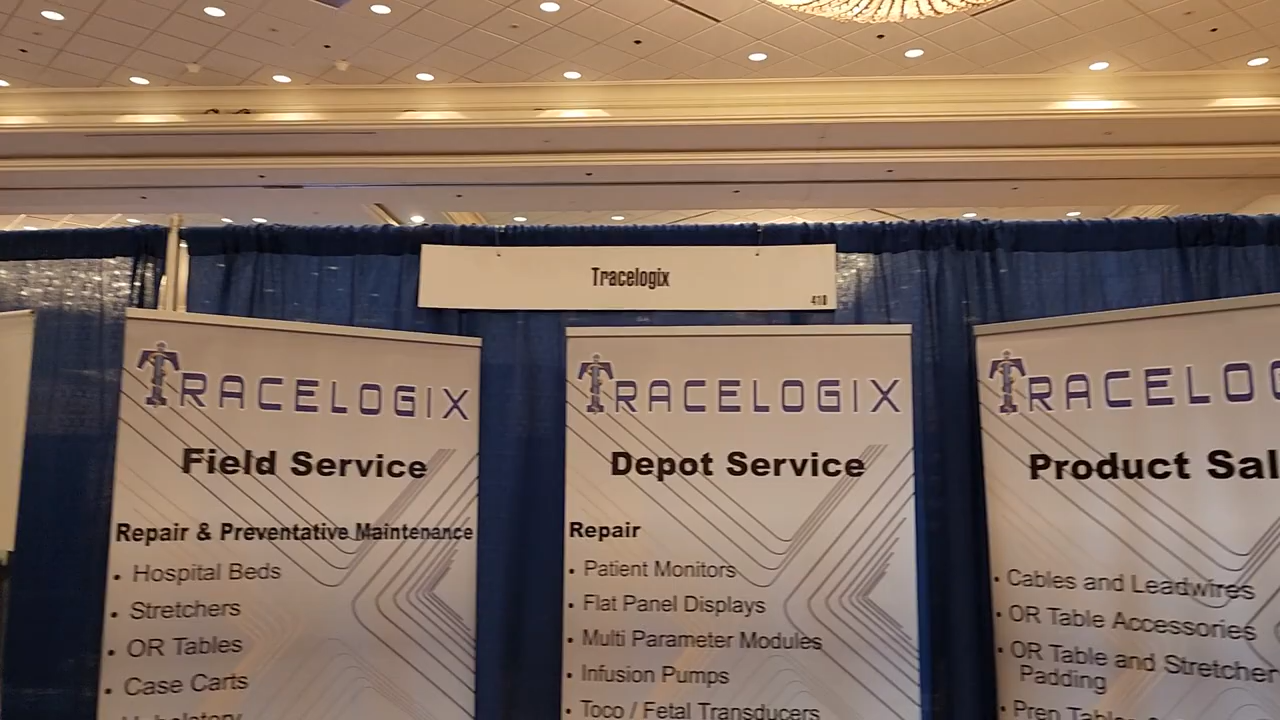 Tracelogix
410
TRACELOGIX
Field Service
Repair & Preventative Maintenance
• Hospital Beds
• Stretchers
• OR Tables
• Case Carts
TRACELOGIX
Depot Service
Repair
• Patient Monitors
• Flat Panel Displays
• Multi Parameter Modules
• Infusion Pumps
• Toco / Fetal Transducers
TRACELOG
Product Sal
• Cables and Leadwires
• OR Table Accessories
• OR Table and Stretcher
Padding
• Prep Table